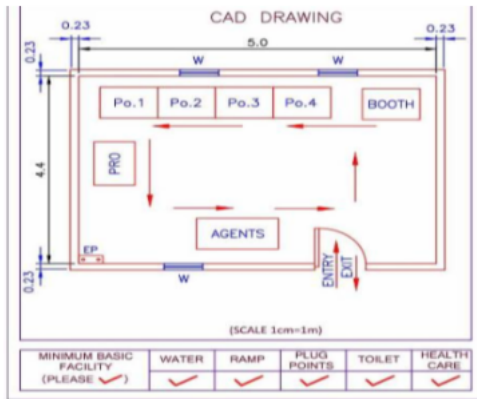 CAD DRAWING
0.23
5.0
0.23
0.23
W
W
Po.1 Po.2 Po.3 Po.4 BOOTH
4.4
PRO
AGENTS
EP
ENTRY
EXIT
W
0.23
(SCALE 1cm=1m)
MINIMUM BASIC FACILITY (PLEASE ✓)
WATER
RAMP
PLUG POINTS
TOILET
HEALTH CARE
✓ ✓ ✓ ✓ ✓